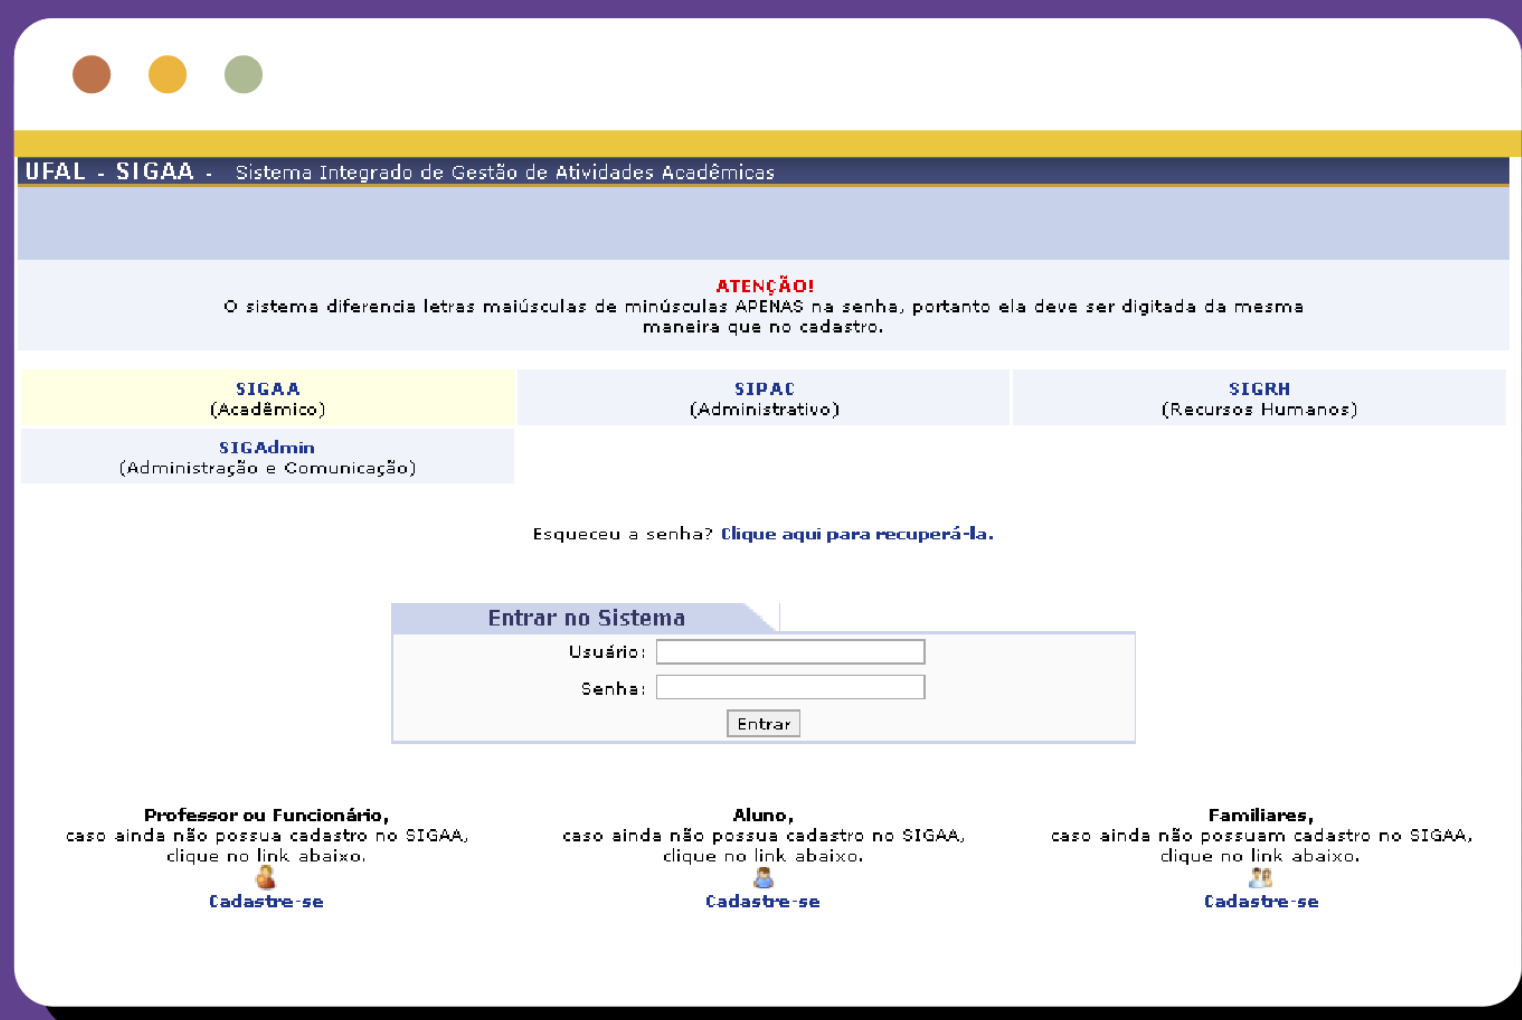 UFAL - SIGAA - Sistema Integrado de Gestão de Atividades Acadêmicas
ATENÇÃO!
O sistema diferencia letras maiúsculas de minúsculas APENAS na senha, portanto ela deve ser digitada da mesma
maneira que no cadastro.
SIGAA
(Acadêmico)
SIPAC
(Administrativo)
SIGRH
(Recursos Humanos)
SIGAdmin
(Administração e Comunicação)
Esqueceu a senha? Clique aqui para recuperá-la.
Entrar no Sistema
Usuário:
Senha:
Entrar
Professor ou Funcionário,
caso ainda não possua cadastro no SIGAA,
clique no link abaixo.
Cadastre-se
Aluno,
caso ainda não possua cadastro no SIGAA,
clique no link abaixo.
Cadastre-se
Familiares,
caso ainda não possuam cadastro no SIGAA,
clique no link abaixo.
Cadastre-se